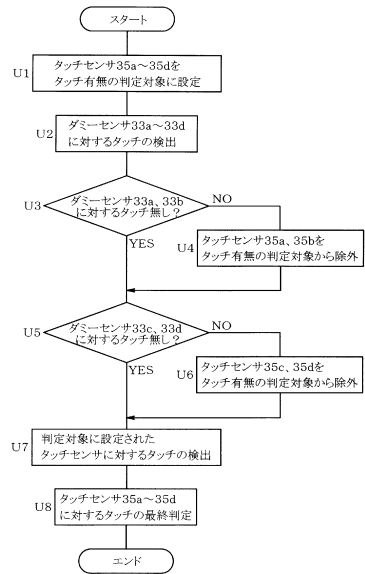 スタート
U1
タッチセンサ35a～35dを
タッチ有無の判定対象に設定
U2
ダミーセンサ33a～33d
に対するタッチの検出
U3
ダミーセンサ33a、33b
に対するタッチ無し？
NO
YES
U4
タッチセンサ35a、35bを
タッチ有無の判定対象から除外
U5
ダミーセンサ33c、33d
に対するタッチ無し？
NO
YES
U6
タッチセンサ35c、35dを
タッチ有無の判定対象から除外
U7
判定対象に設定された
タッチセンサに対するタッチの検出
U8
タッチセンサ35a～35d
に対するタッチの最終判定
エンド